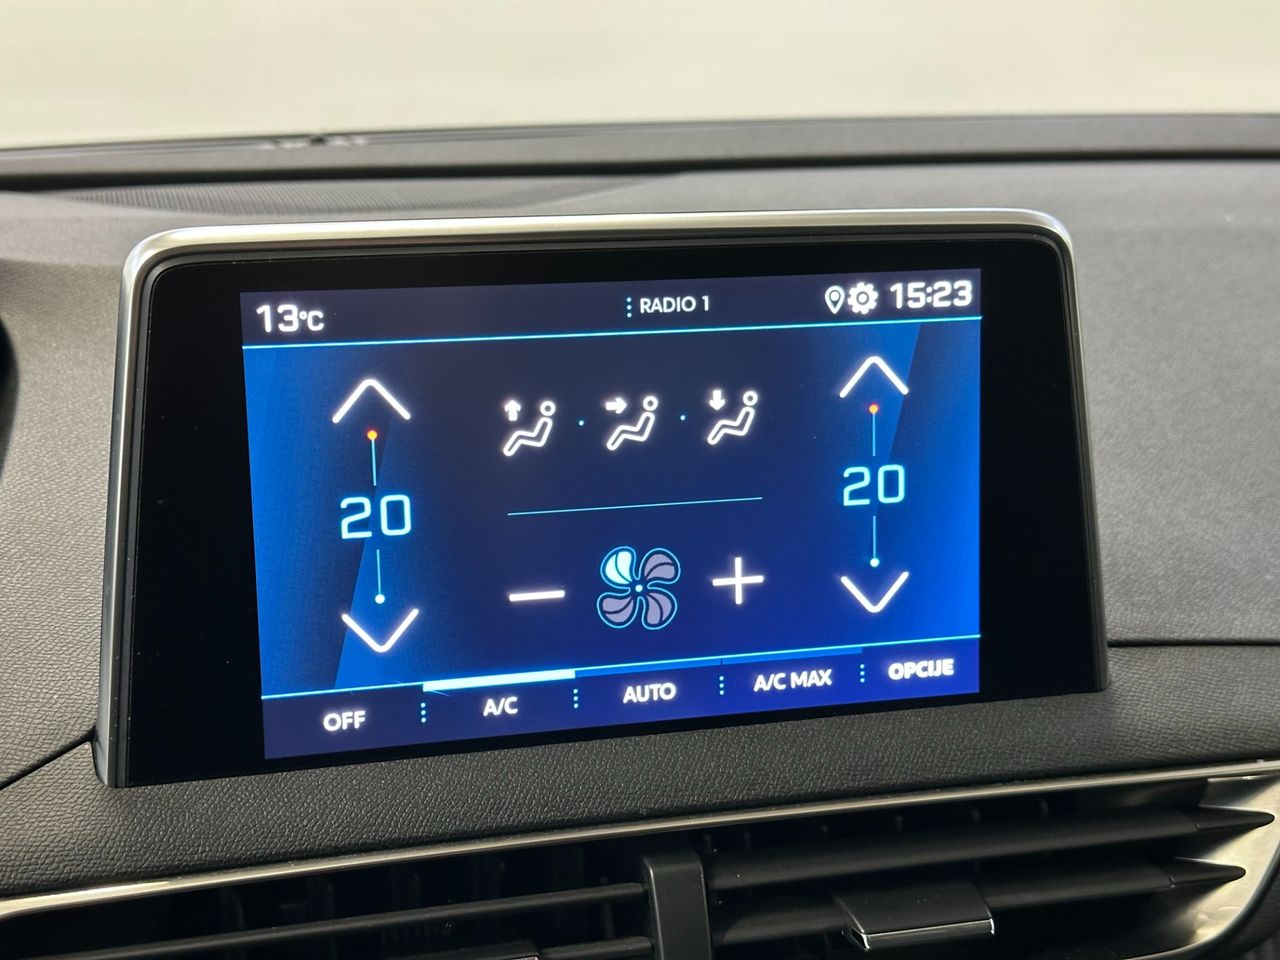 13°C
RADIO 1
15:23
20
20
OFF
A/C
AUTO
A/C MAX
OPCIJE